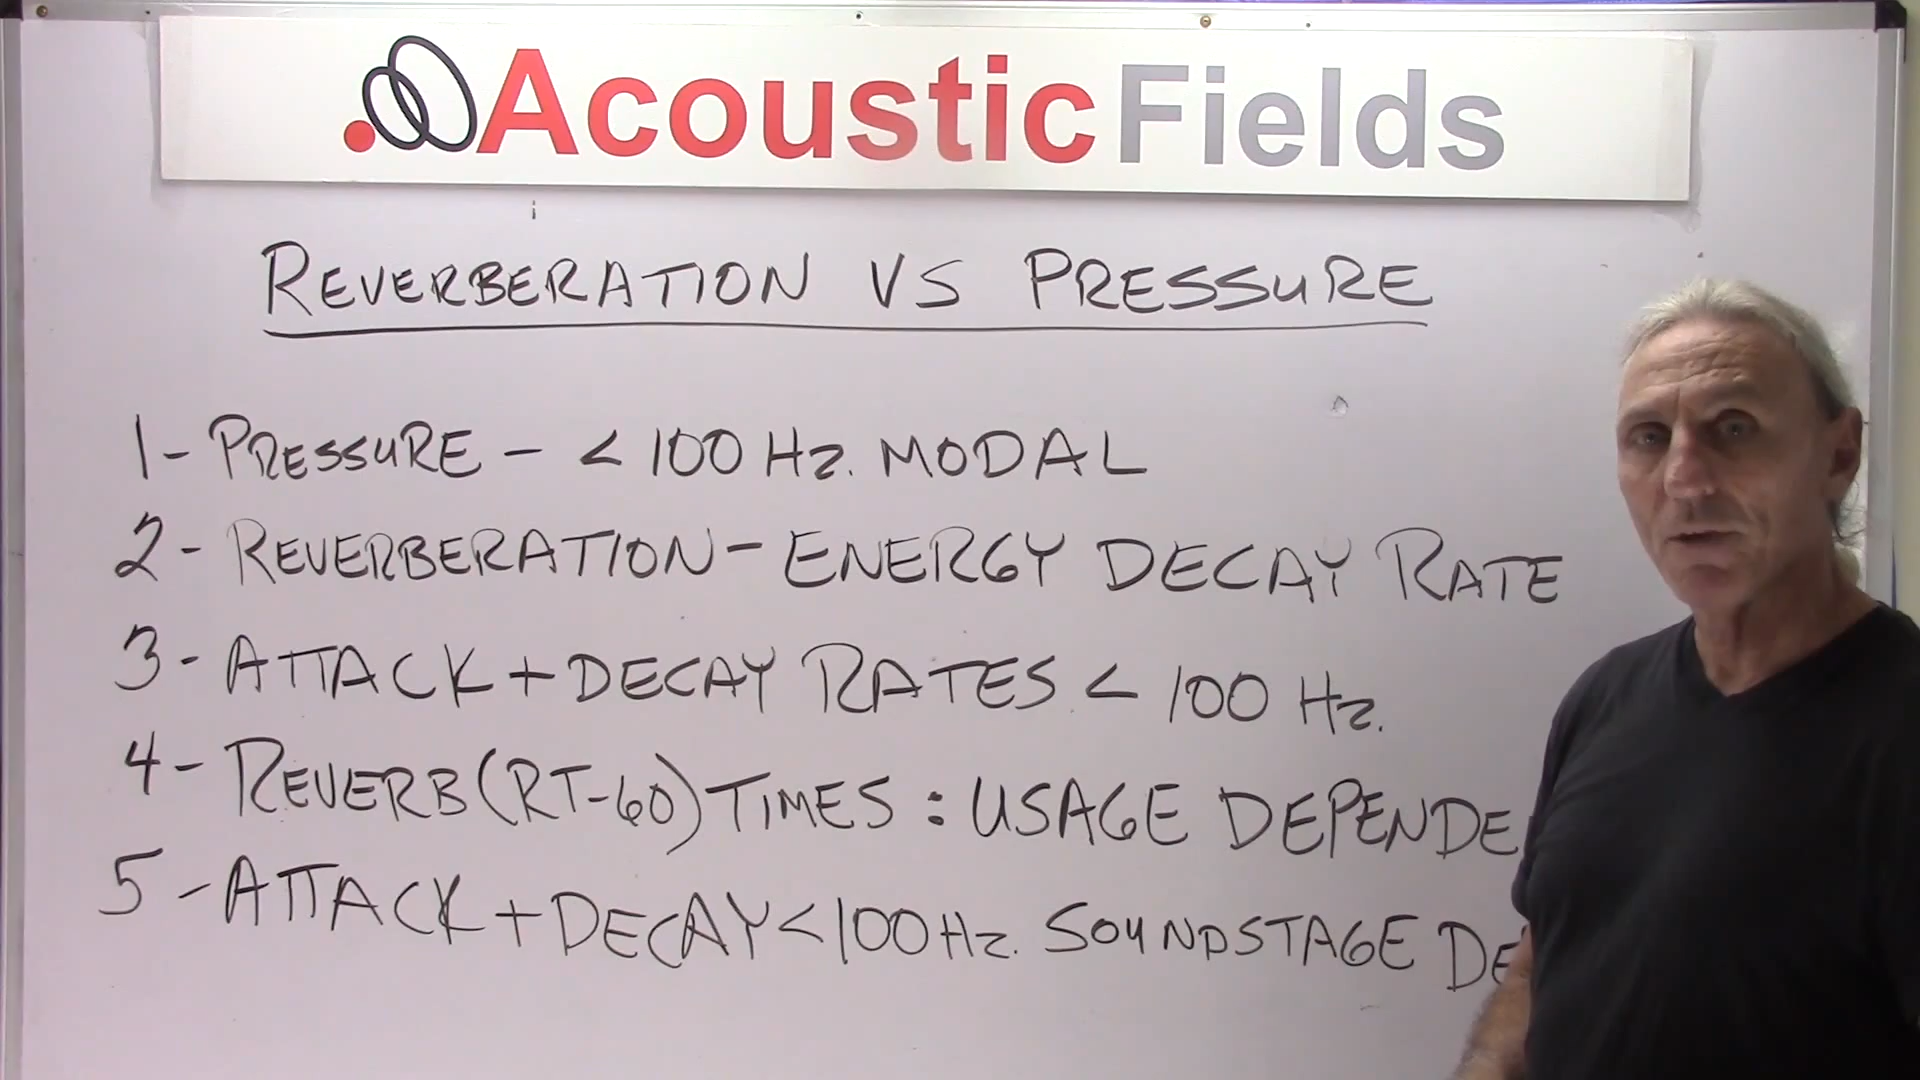 AcousticFields
REVERBERATION VS PRESSURE
1- PRESSURE - < 100 Hz. MODAL
2- REVERBERATION - ENERGY DECAY RATE
3- ATTACK + DECAY RATES < 100 Hz.
4- REVERB (RT-60) TIMES : USAGE DEPENDE
5- ATTACK + DECAY < 100 Hz. SOUNDSTAGE DE